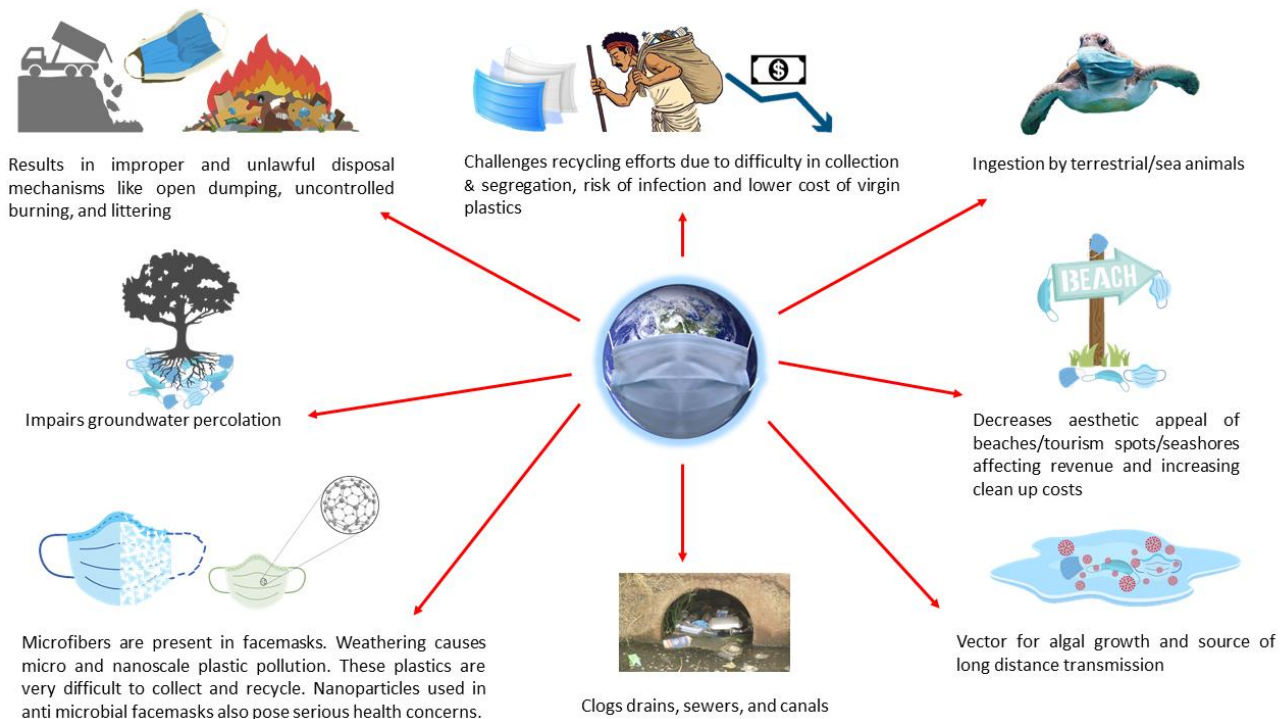 Results in improper and unlawful disposal
mechanisms like open dumping, uncontrolled
burning, and littering
$
Challenges recycling efforts due to difficulty in collection
& segregation, risk of infection and lower cost of virgin
plastics
Ingestion by terrestrial/sea animals
Impairs groundwater percolation
BEACH
Decreases aesthetic appeal of
beaches/tourism spots/seashores
affecting revenue and increasing
clean up costs
Microfibers are present in facemasks. Weathering causes
micro and nanoscale plastic pollution. These plastics are
very difficult to collect and recycle. Nanoparticles used in
anti microbial facemasks also pose serious health concerns.
Clogs drains, sewers, and canals
Vector for algal growth and source of
long distance transmission